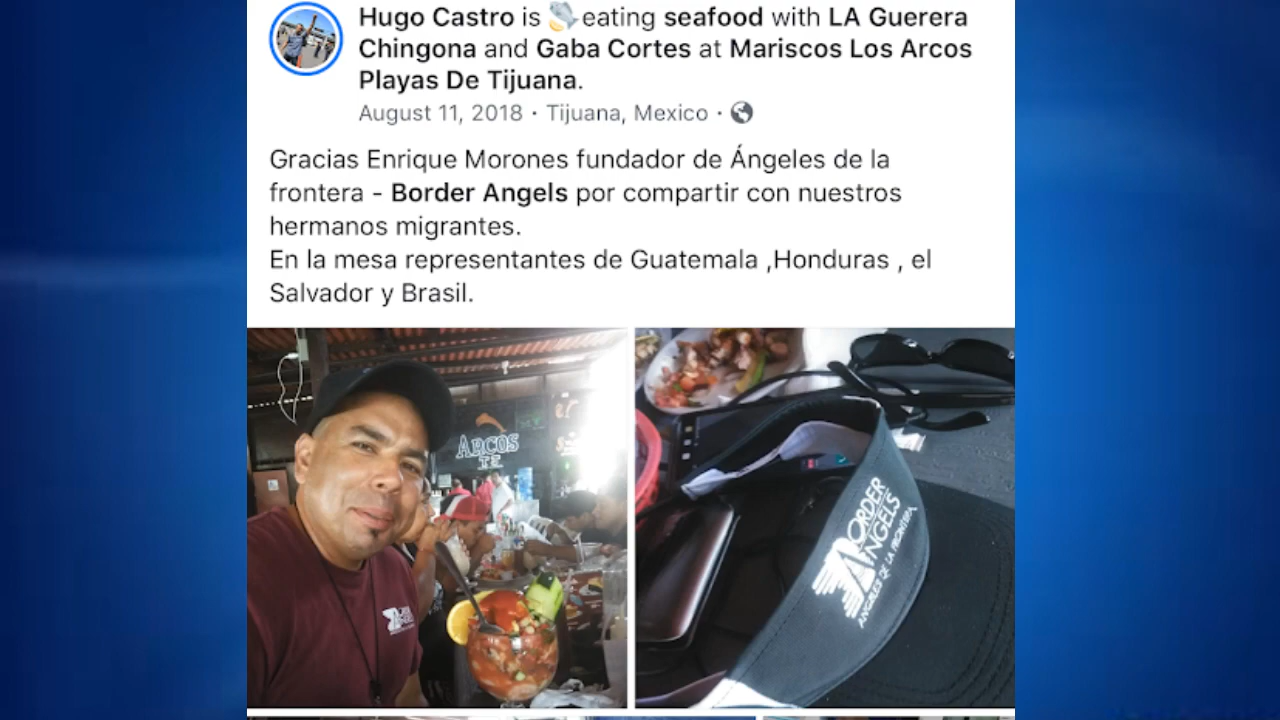 Hugo Castro is eating seafood with LA Guerera
Chingona and Gaba Cortes at Mariscos Los Arcos
Playas De Tijuana.
August 11, 2018 · Tijuana, Mexico ·
Gracias Enrique Morones fundador de Ángeles de la
frontera - Border Angels por compartir con nuestros
hermanos migrantes.
En la mesa representantes de Guatemala ,Honduras , el
Salvador y Brasil.
ARCOS
BORDER
ANGELS
ANGELES DE LA FRONTERA